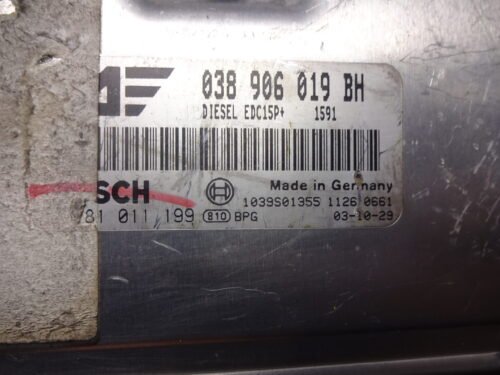 038 906 019 BH
DIESEL EDC15P+ 1591
SCH
Made in Germany
1039S01355 1126 0661
81 011 199 810 BPG
03-10-29